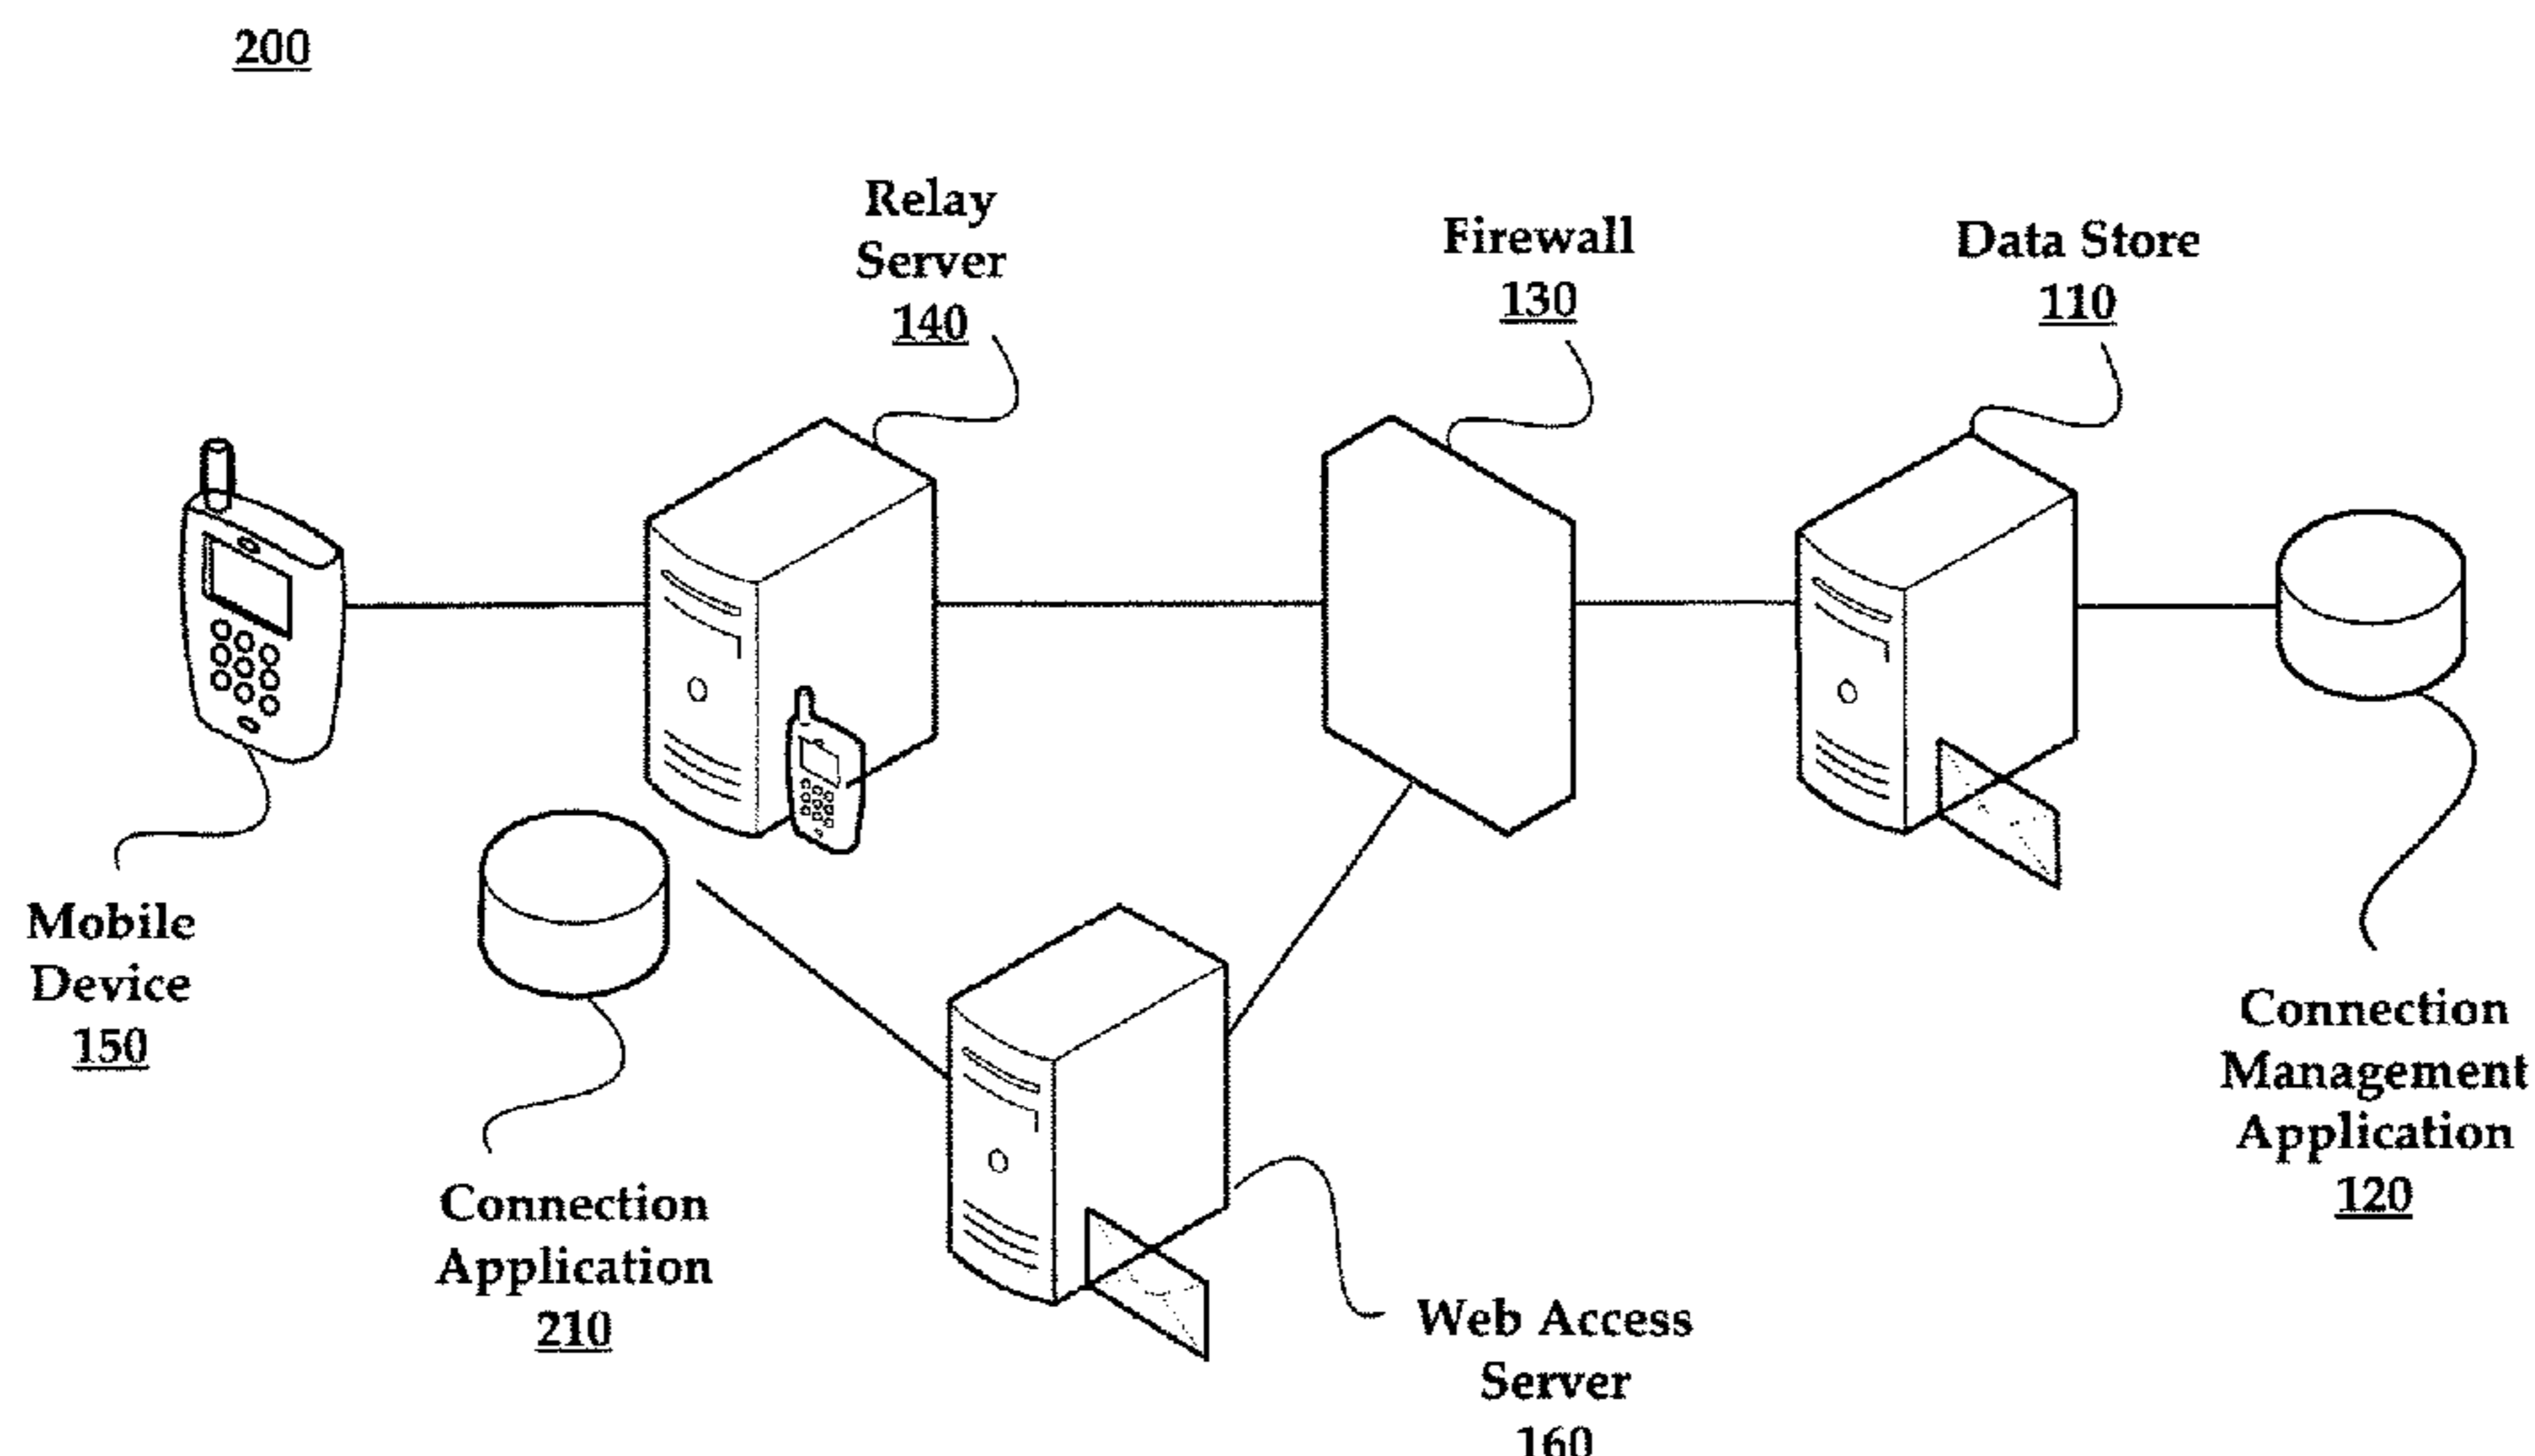 200
Relay
Server
140
Firewall
130
Data Store
110
Mobile
Device
150
Connection
Application
210
Connection
Management
Application
120
Web Access
Server
160